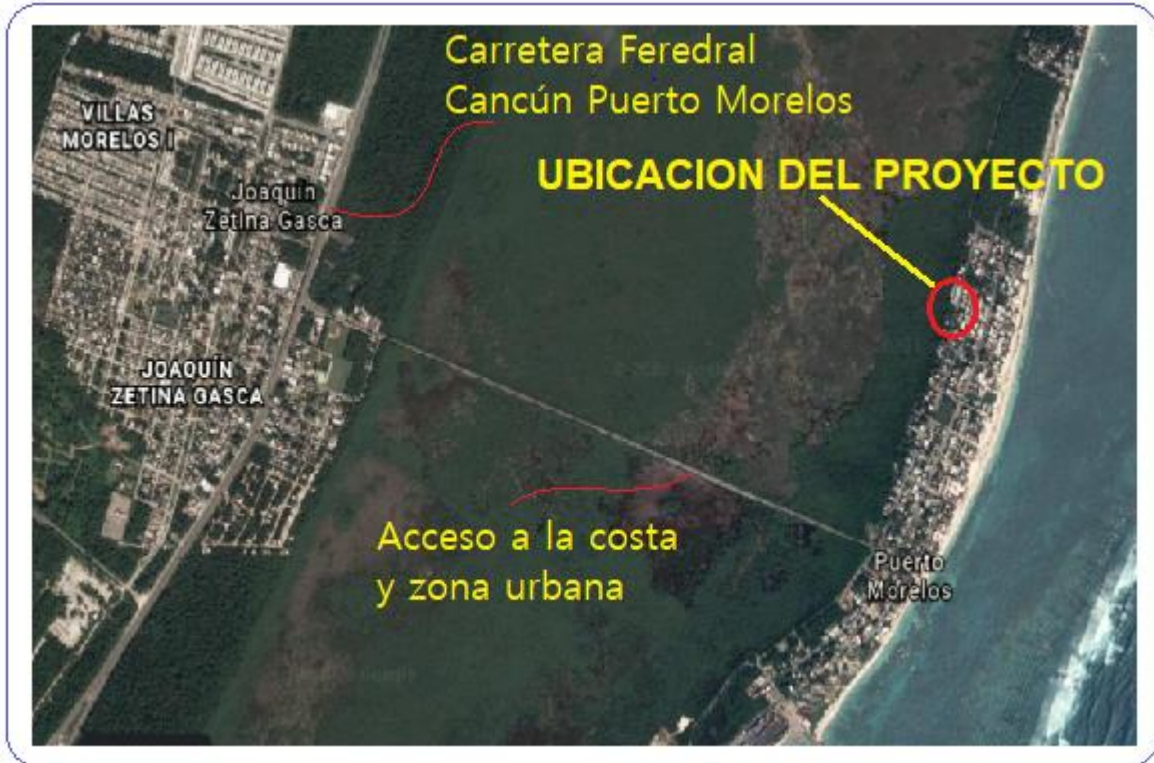 Carretera Feredral
Cancún Puerto Morelos
VILLAS
MORELOS I
UBICACION DEL PROYECTO
Joaquín
Zetina Gasca
JOAQUÍN
ZETINA GASCA
Acceso a la costa
y zona urbana
Puerto
Morelos